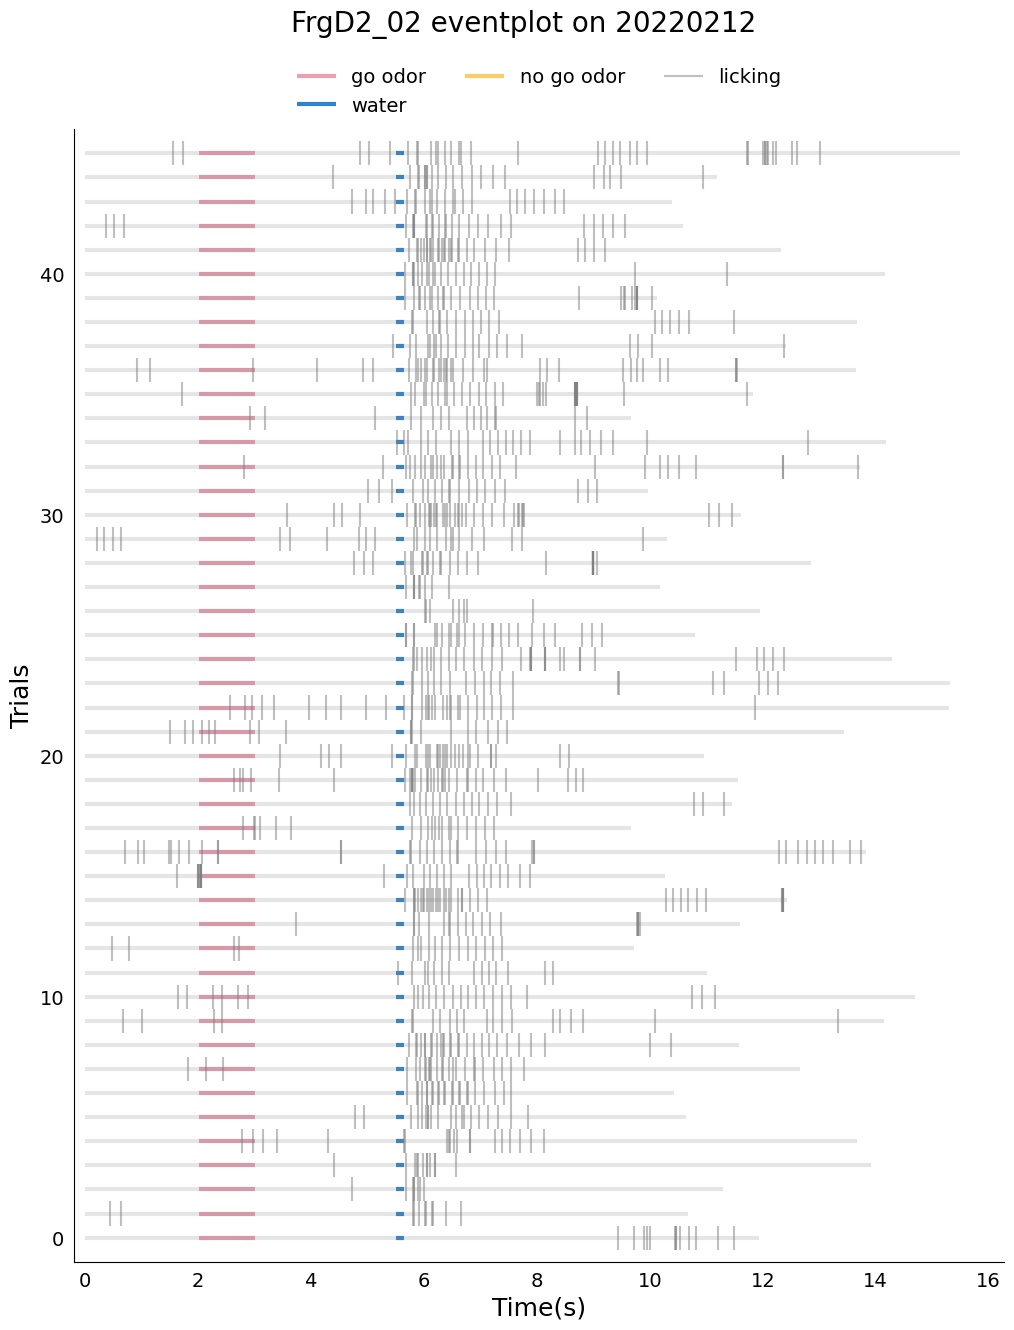 FrgD2_02 eventplot on 20220212
go odor
no go odor
licking
water
Trials
40
30
20
10
0
0 2 4 6 8 10 12 14 16
Time(s)